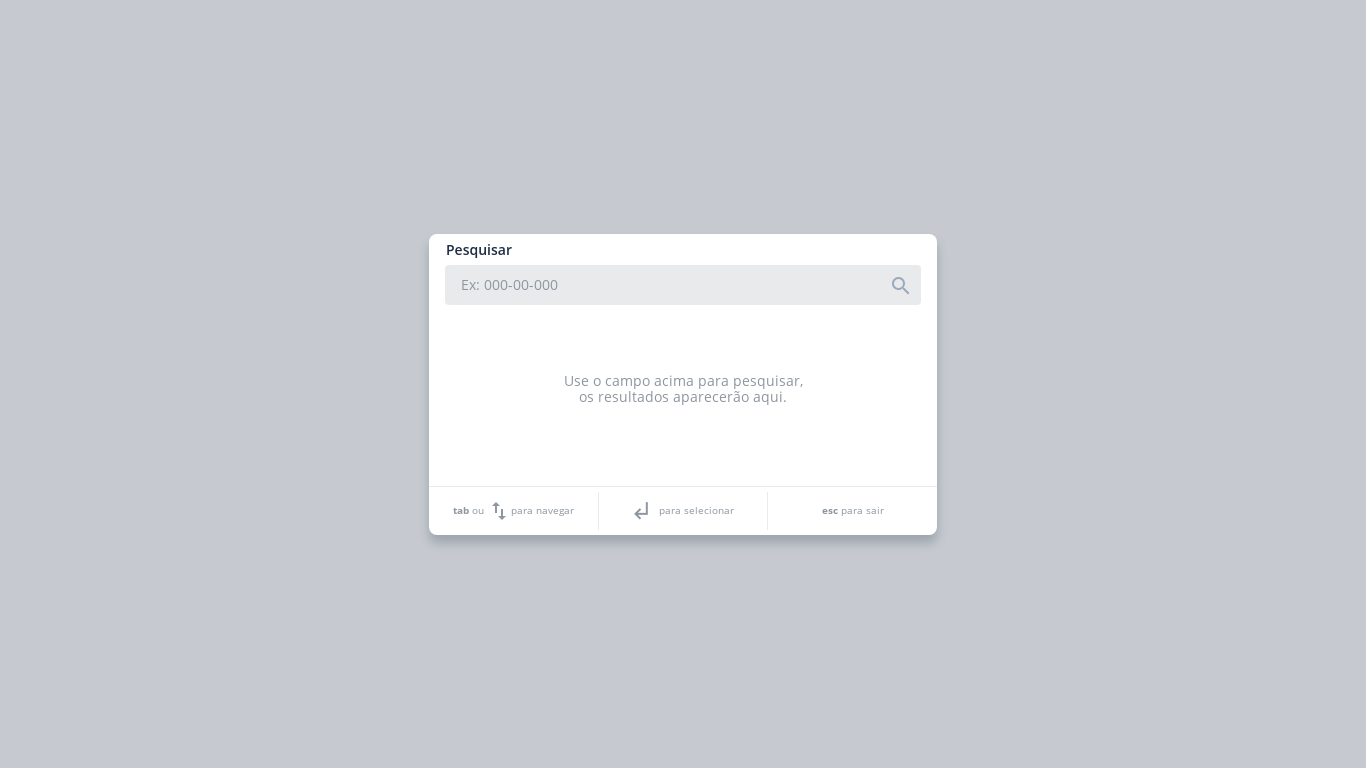 Pesquisar
Ex: 000-00-000
Use o campo acima para pesquisar,
os resultados aparecerão aqui.
tab ou para navegar
para selecionar
esc para sair